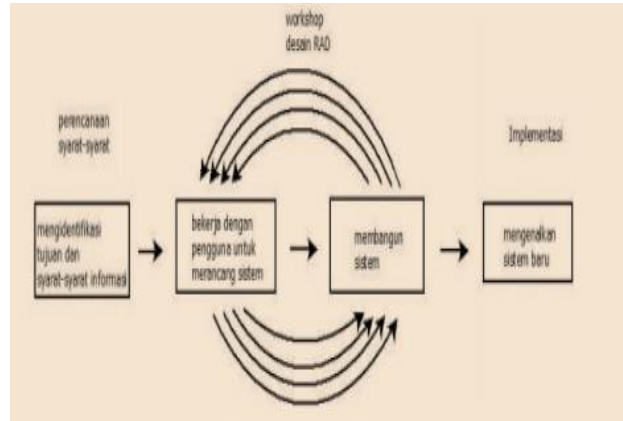 workshop
desain RAD
perencanaan
syarat-syarat
Implementasi
mengidentifikasi
tujuan dan
syarat-syarat informasi
bekerja dengan
pengguna untuk
merancang sistem
membangun
sistem
mengenalkan
sistem baru